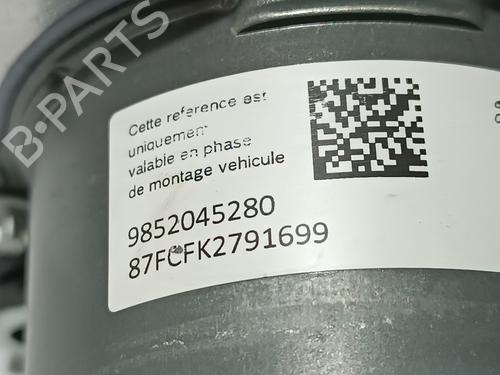 B-PARTS
Cette reference est
uniquement
valable en phase
de montage vehicule
9852045280
87FCFK2791699